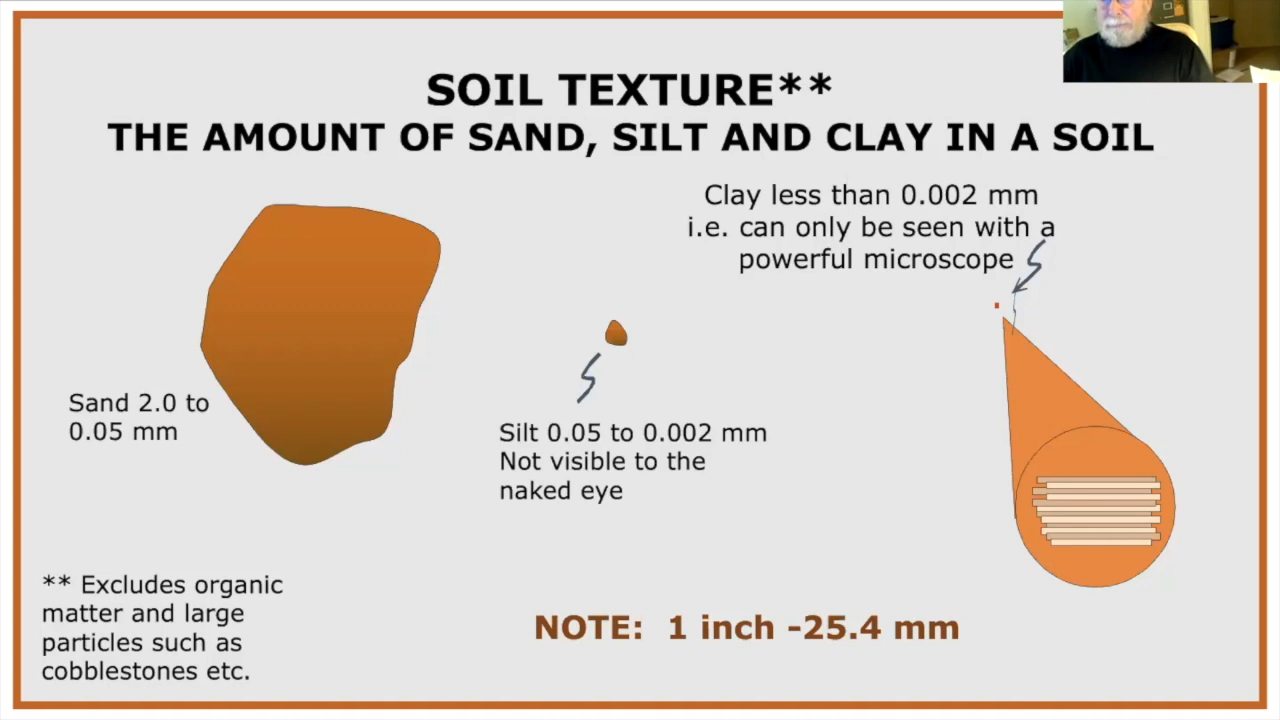 SOIL TEXTURE**
THE AMOUNT OF SAND, SILT AND CLAY IN A SOIL
Clay less than 0.002 mm
i.e. can only be seen with a
powerful microscope
Sand 2.0 to
0.05 mm
Silt 0.05 to 0.002 mm
Not visible to the
naked eye
** Excludes organic
matter and large
particles such as
cobblestones etc.
NOTE: 1 inch -25.4 mm